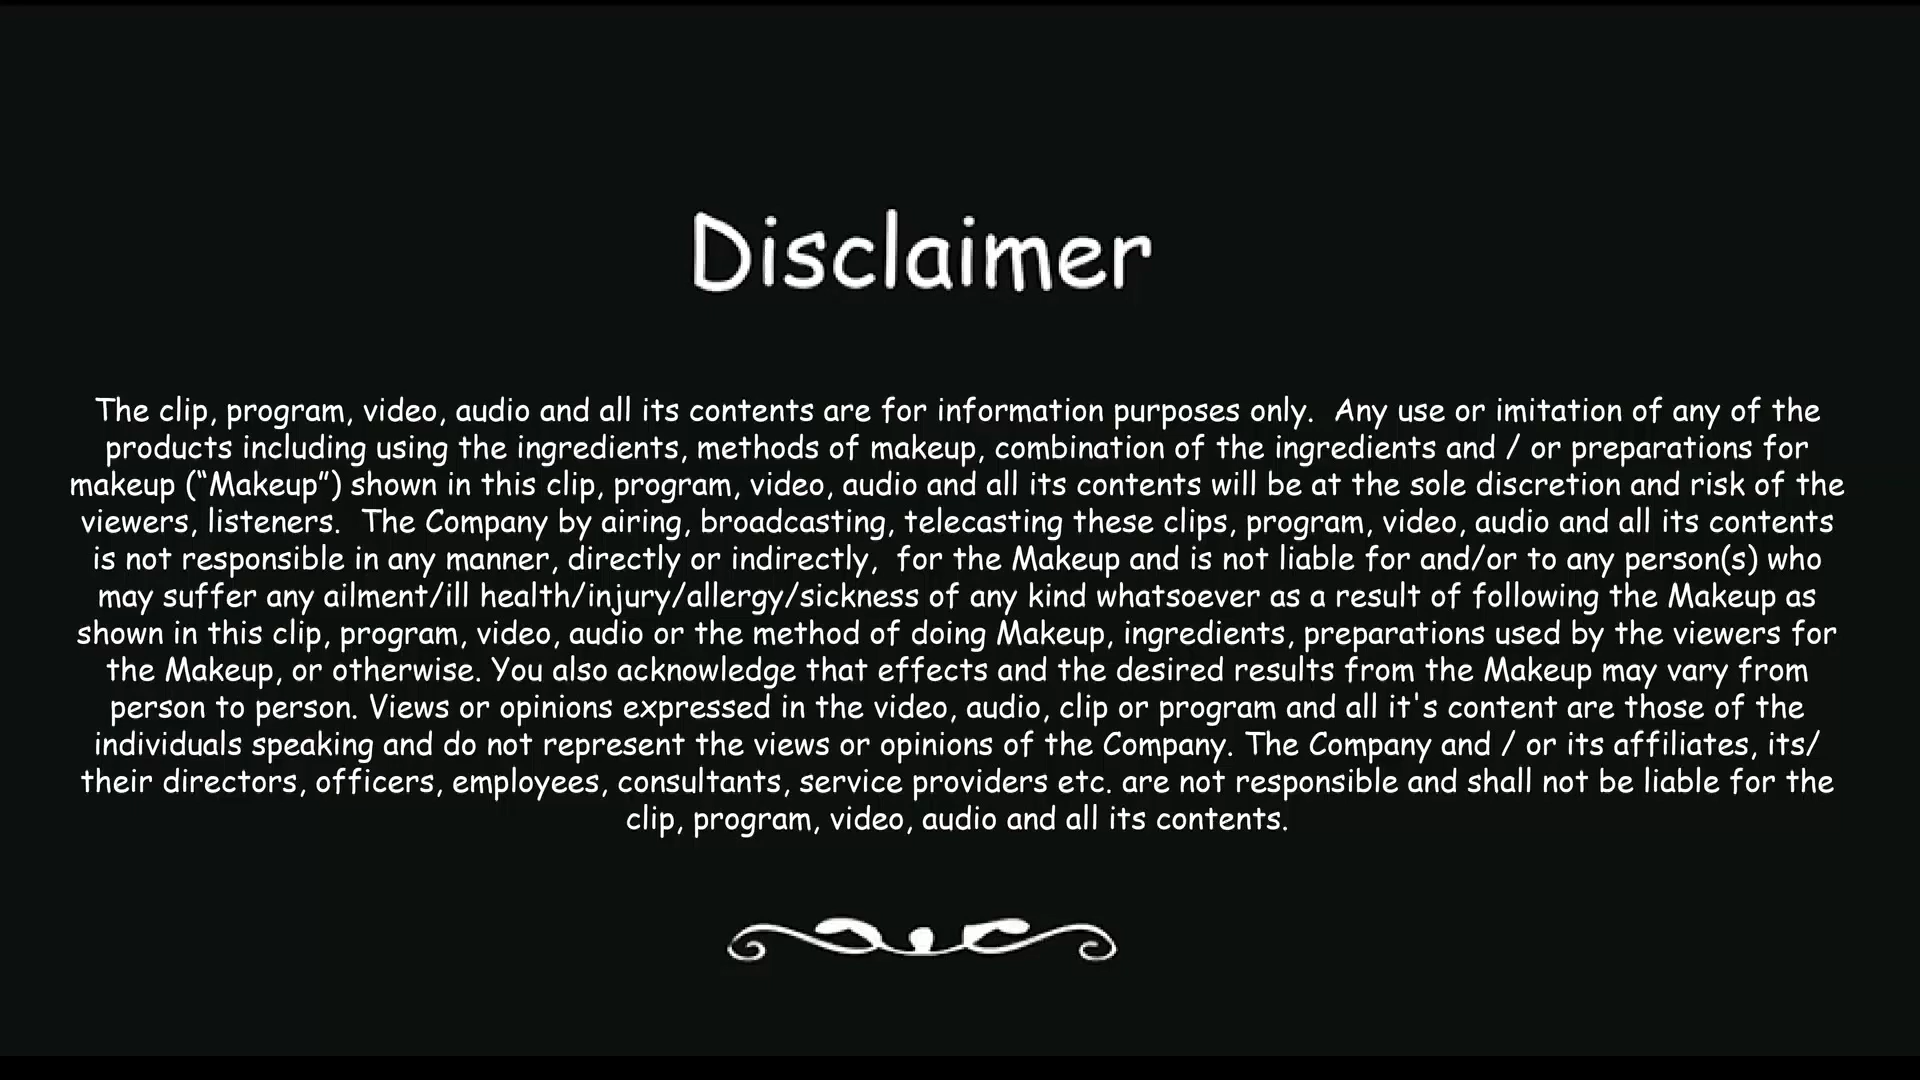 Disclaimer
The clip, program, video, audio and all its contents are for information purposes only.  Any use or imitation of any of the
products including using the ingredients, methods of makeup, combination of the ingredients and / or preparations for
makeup (“Makeup”) shown in this clip, program, video, audio and all its contents will be at the sole discretion and risk of the
viewers, listeners.  The Company by airing, broadcasting, telecasting these clips, program, video, audio and all its contents
is not responsible in any manner, directly or indirectly,  for the Makeup and is not liable for and/or to any person(s) who
may suffer any ailment/ill health/injury/allergy/sickness of any kind whatsoever as a result of following the Makeup as
shown in this clip, program, video, audio or the method of doing Makeup, ingredients, preparations used by the viewers for
the Makeup, or otherwise. You also acknowledge that effects and the desired results from the Makeup may vary from
person to person. Views or opinions expressed in the video, audio, clip or program and all it's content are those of the
individuals speaking and do not represent the views or opinions of the Company. The Company and / or its affiliates, its/
their directors, officers, employees, consultants, service providers etc. are not responsible and shall not be liable for the
clip, program, video, audio and all its contents.